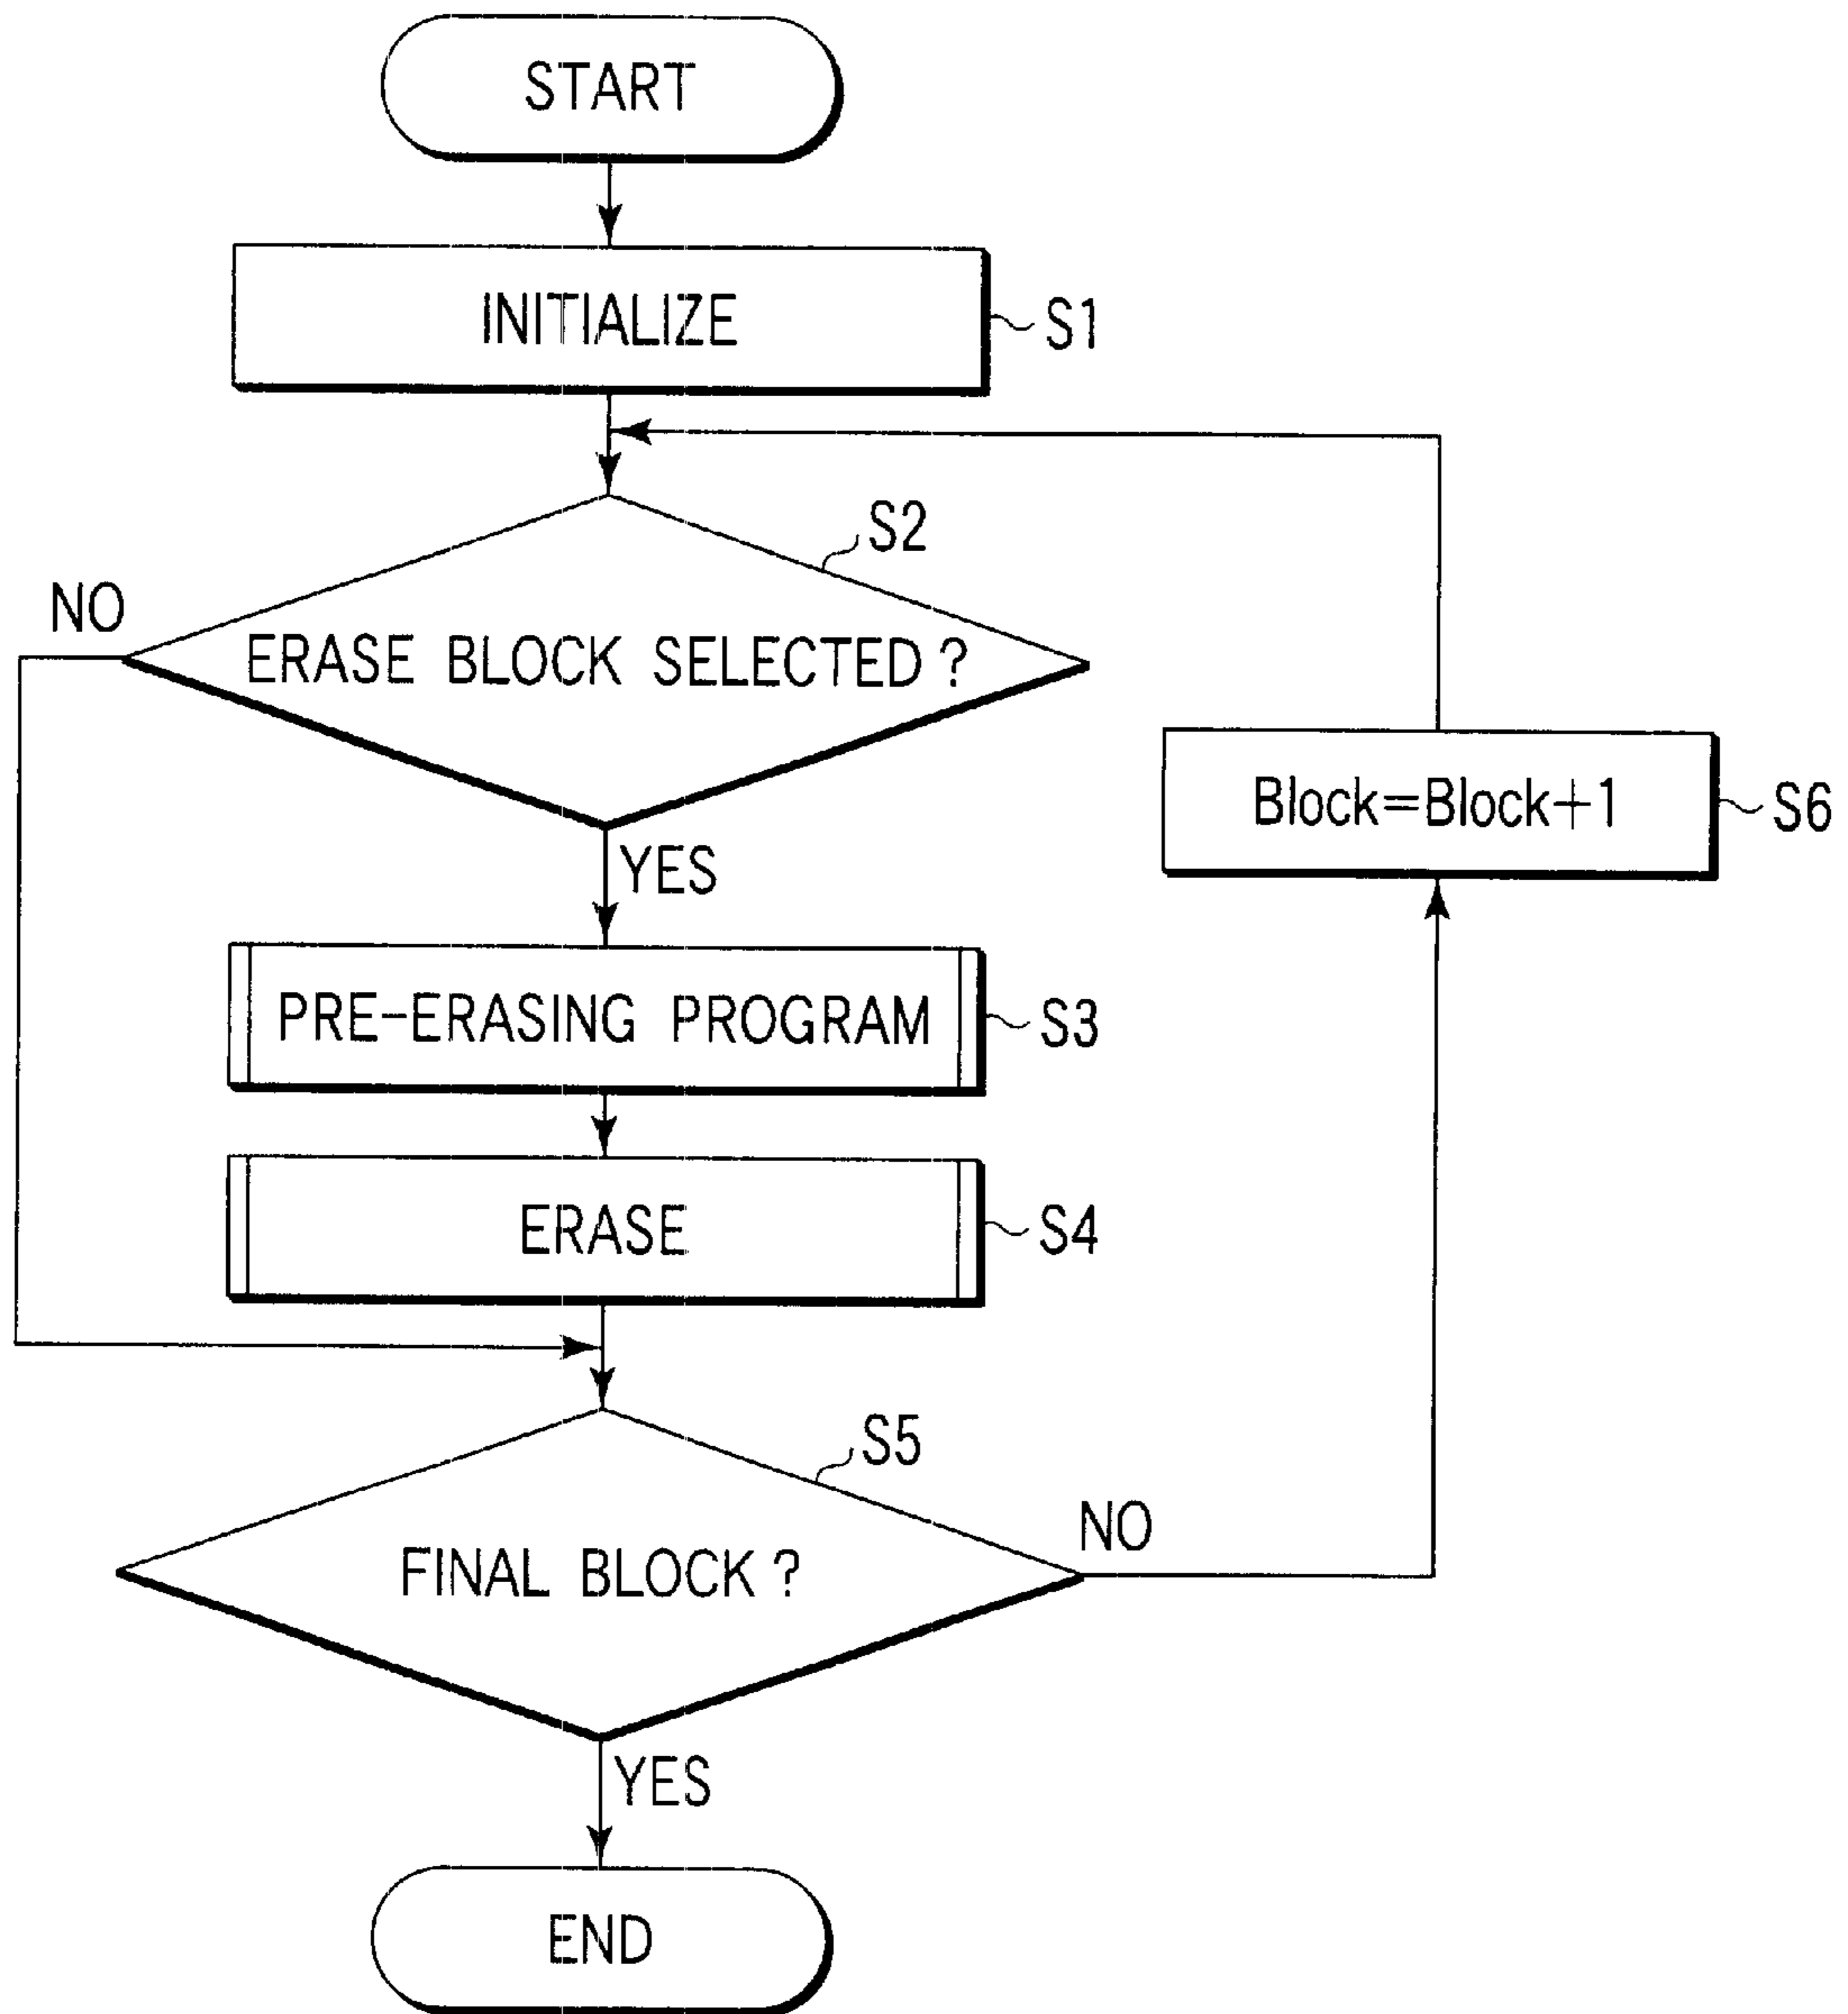 START
INITIALIZE
S1
S2
NO
ERASE BLOCK SELECTED ?
YES
Block=Block+1
S6
PRE-ERASING PROGRAM
S3
ERASE
S4
S5
NO
FINAL BLOCK ?
YES
END